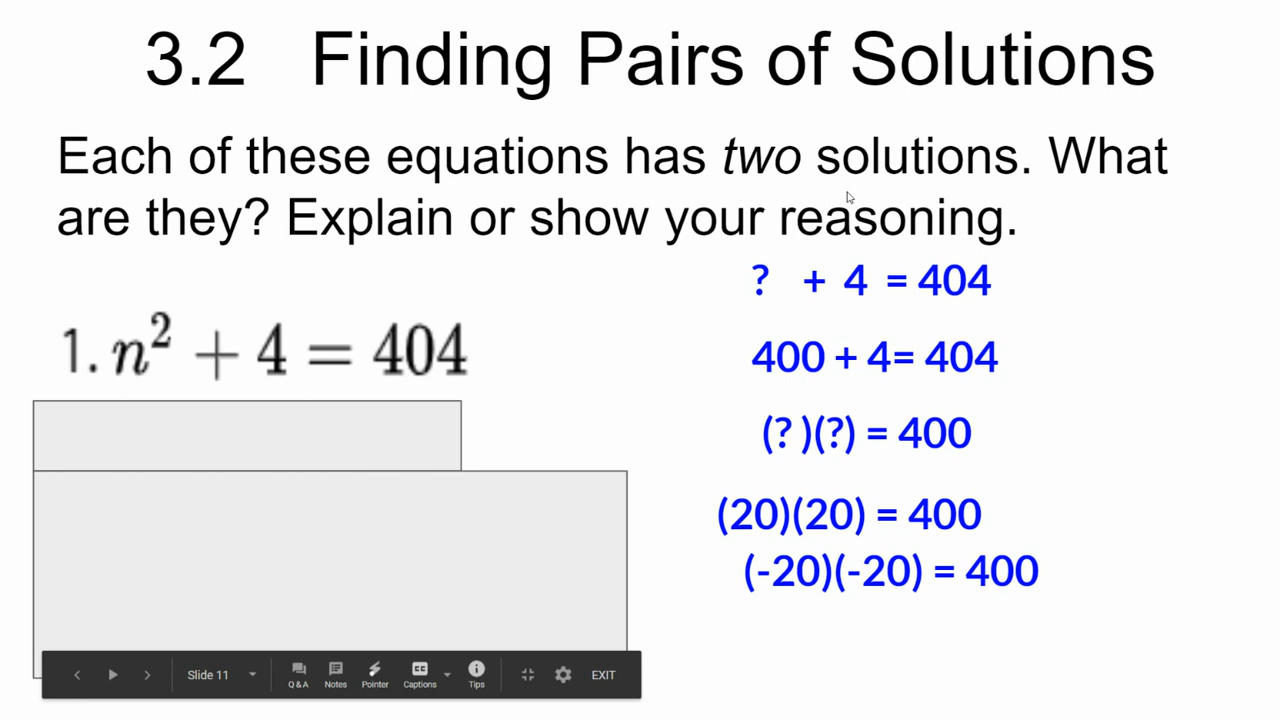 3.2 Finding Pairs of Solutions
Each of these equations has two solutions. What
are they? Explain or show your reasoning.
1. n² + 4 = 404
? + 4 = 404
400 + 4= 404
(? )(?) = 400
(20)(20) = 400
(-20)(-20) = 400
Slide 11 Q & A Notes Pointer Captions Tips EXIT